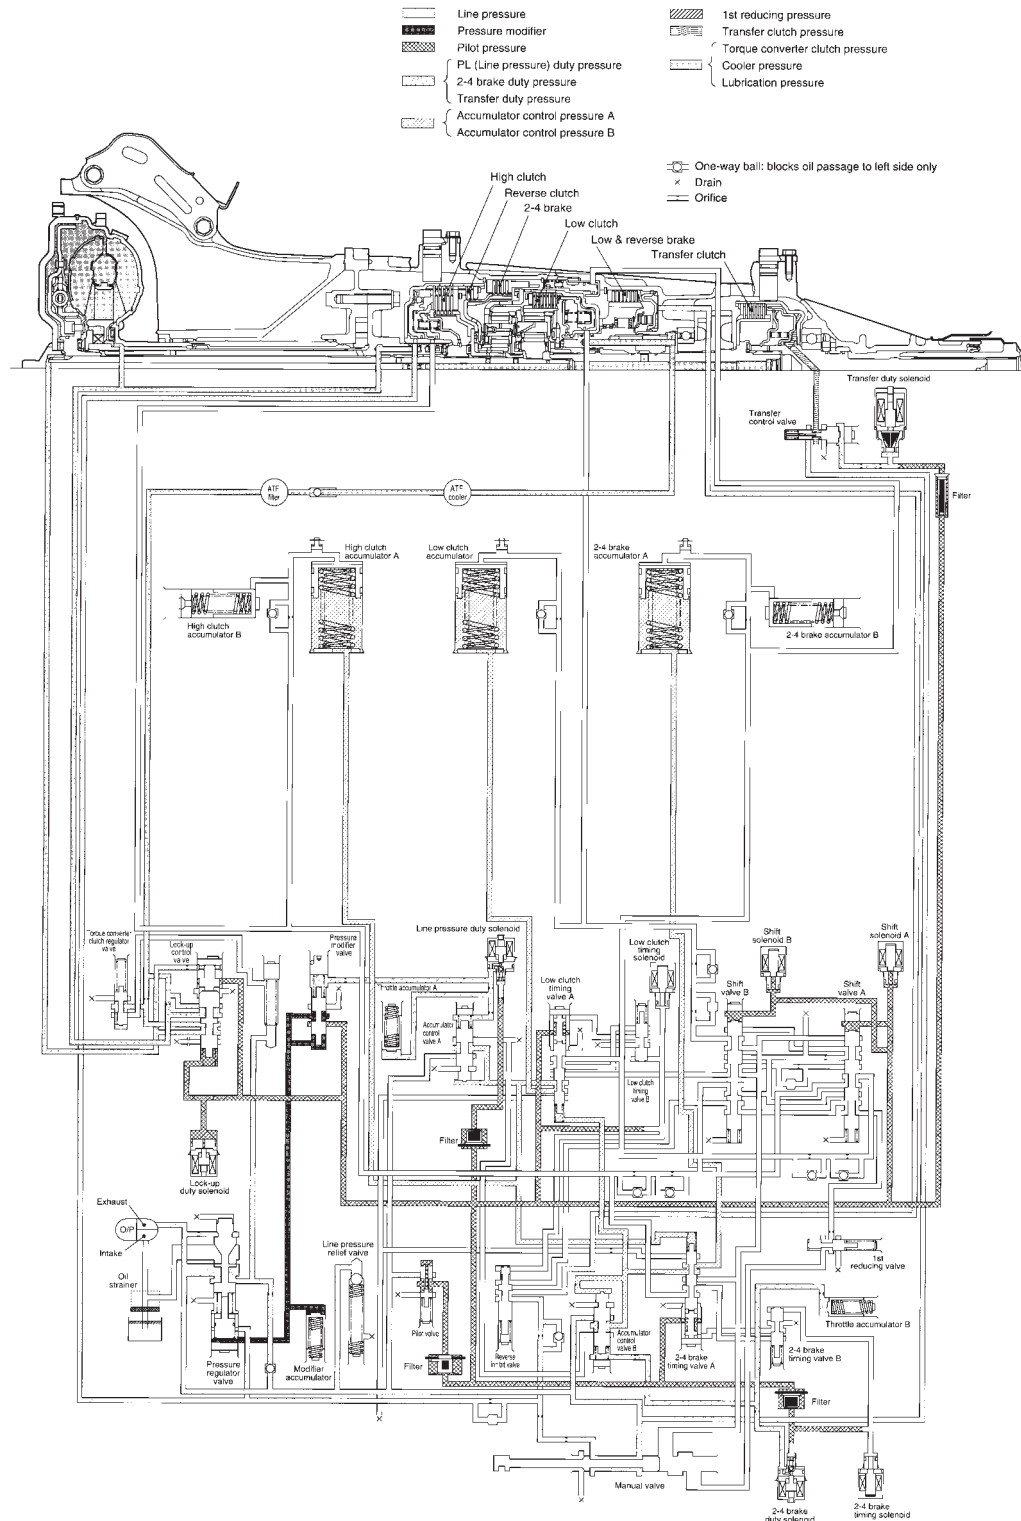 Line pressure
Pressure modifier
Pilot pressure
PL (Line pressure) duty pressure
2-4 brake duty pressure
Transfer duty pressure
Accumulator control pressure A
Accumulator control pressure B
1st reducing pressure
Transfer clutch pressure
Torque converter clutch pressure
Cooler pressure
Lubrication pressure
One-way ball: blocks oil passage to left side only
Drain
Orifice
High clutch
Reverse clutch
2-4 brake
Low clutch
Low & reverse brake
Transfer clutch
Transfer duty solenoid
Transfer
control valve
Filter
ATF
filter
ATF
cooler
High clutch
accumulator A
Low clutch
accumulator
2-4 brake
accumulator A
High clutch
accumulator B
2-4 brake accumulator B
Torque converter
clutch regulator
valve
Lock-up
control
valve
Pressure
modifier
valve
Line pressure duty solenoid
Throttle accumulator A
Accumulator
control
valve A
Low clutch
timing
valve A
Low clutch
timing
solenoid
Low clutch
timing
valve B
Shift
valve B
Shift
solenoid B
Shift
valve A
Shift
solenoid A
Filter
Lock-up
duty solenoid
Exhaust
O/P
Intake
Oil
strainer
Pressure
regulator
valve
Modifier
accumulator
Line pressure
relief valve
Pilot valve
Filter
Reverse
inhibit valve
Accumulator
control
valve B
2-4 brake
timing valve A
1st
reducing valve
Throttle accumulator B
2-4 brake
timing valve B
Filter
Manual valve
2-4 brake
duty solenoid
2-4 brake
timing solenoid